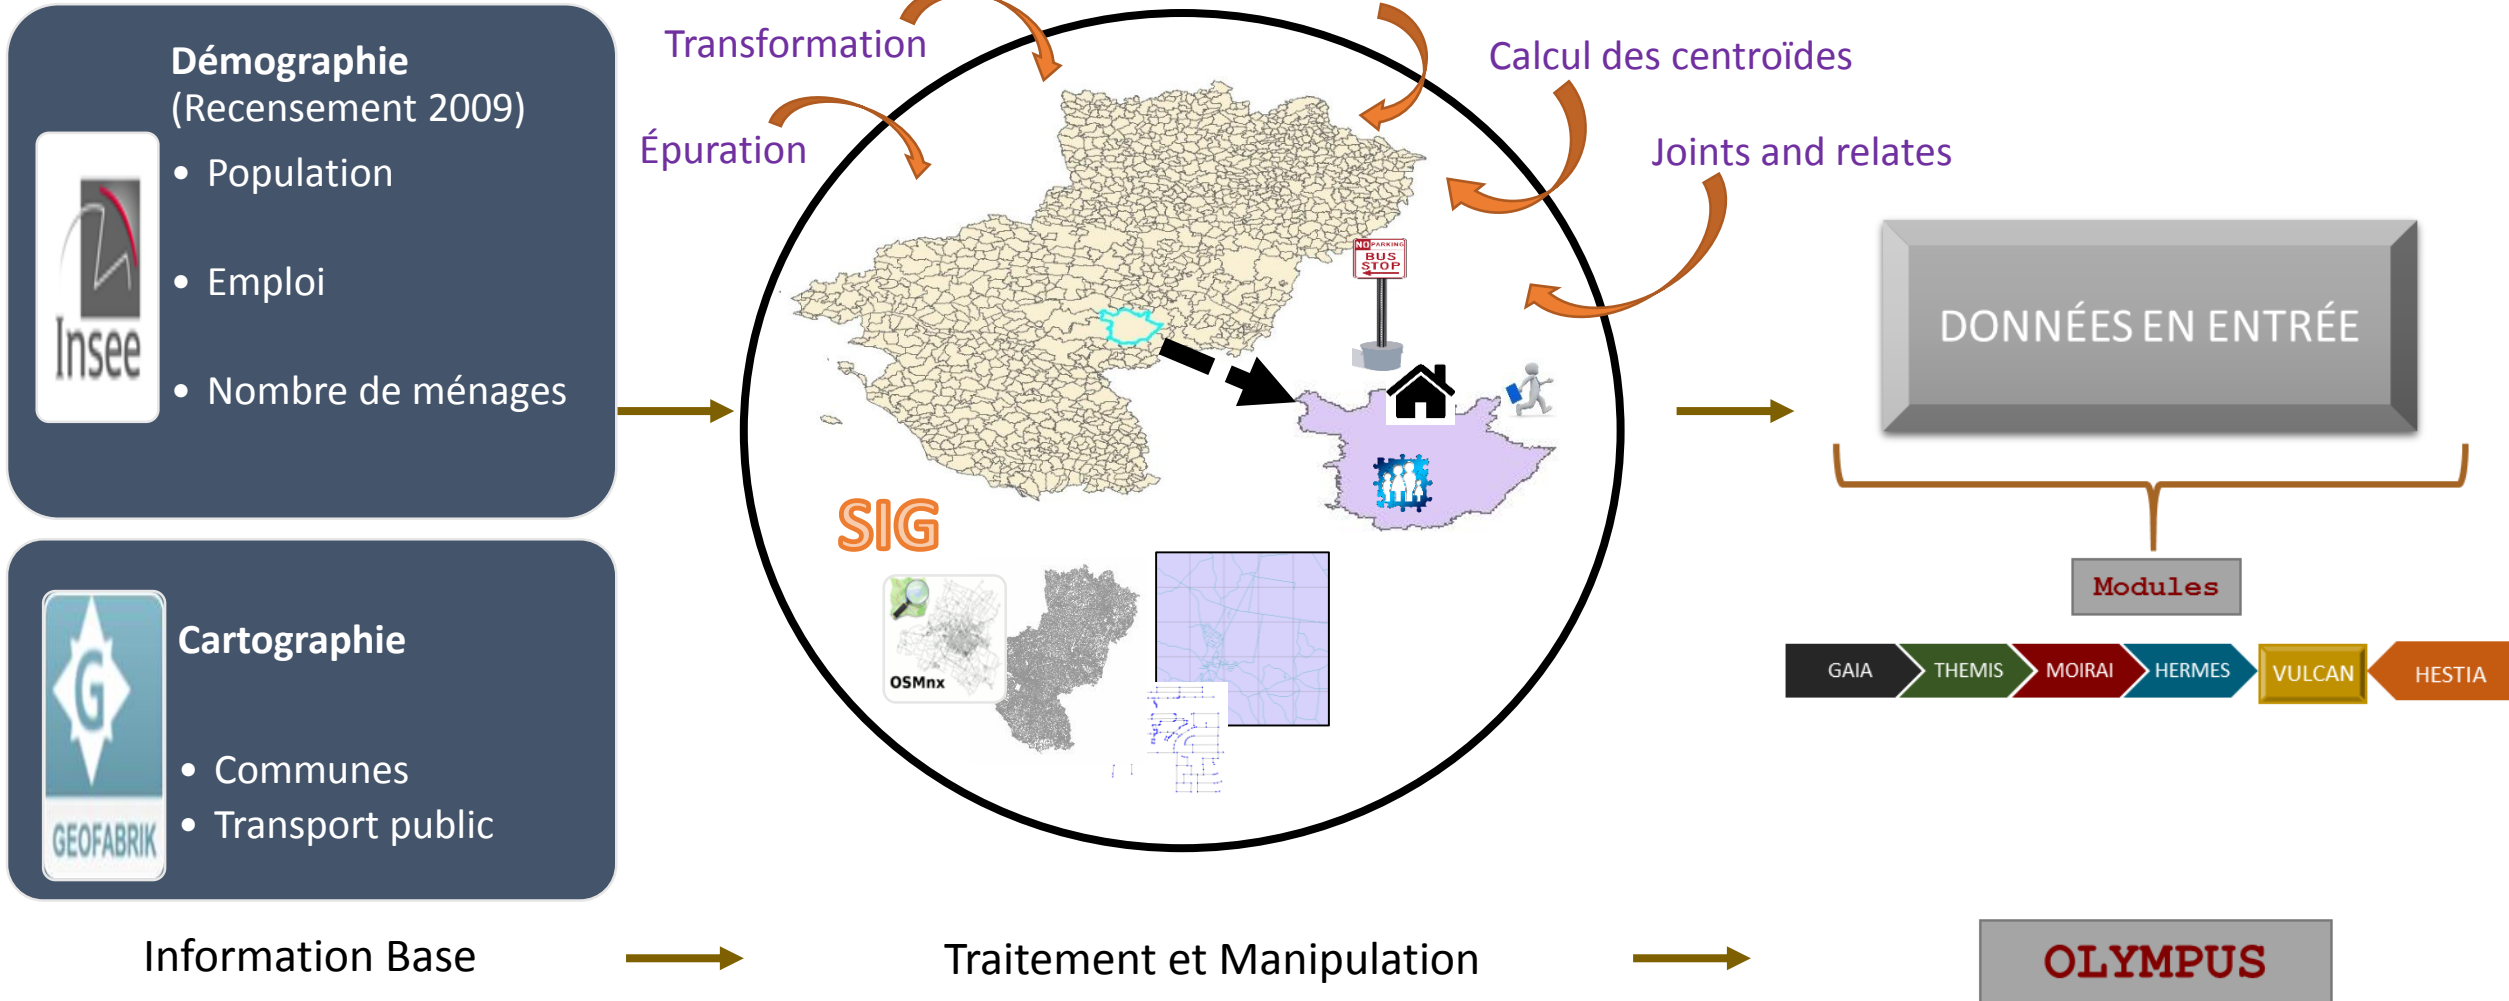 Démographie
(Recensement 2009)
• Population
• Emploi
• Nombre de ménages
Insee
Cartographie
• Communes
• Transport public
G
GEOFABRIK
Transformation
Épuration
Calcul des centroïdes
Joints and relates
NO PARKING
BUS
STOP
SIG
OSMnx
DONNÉES EN ENTRÉE
Modules
GAIA
THEMIS
MOIRAI
HERMES
VULCAN
HESTIA
Information Base
Traitement et Manipulation
OLYMPUS